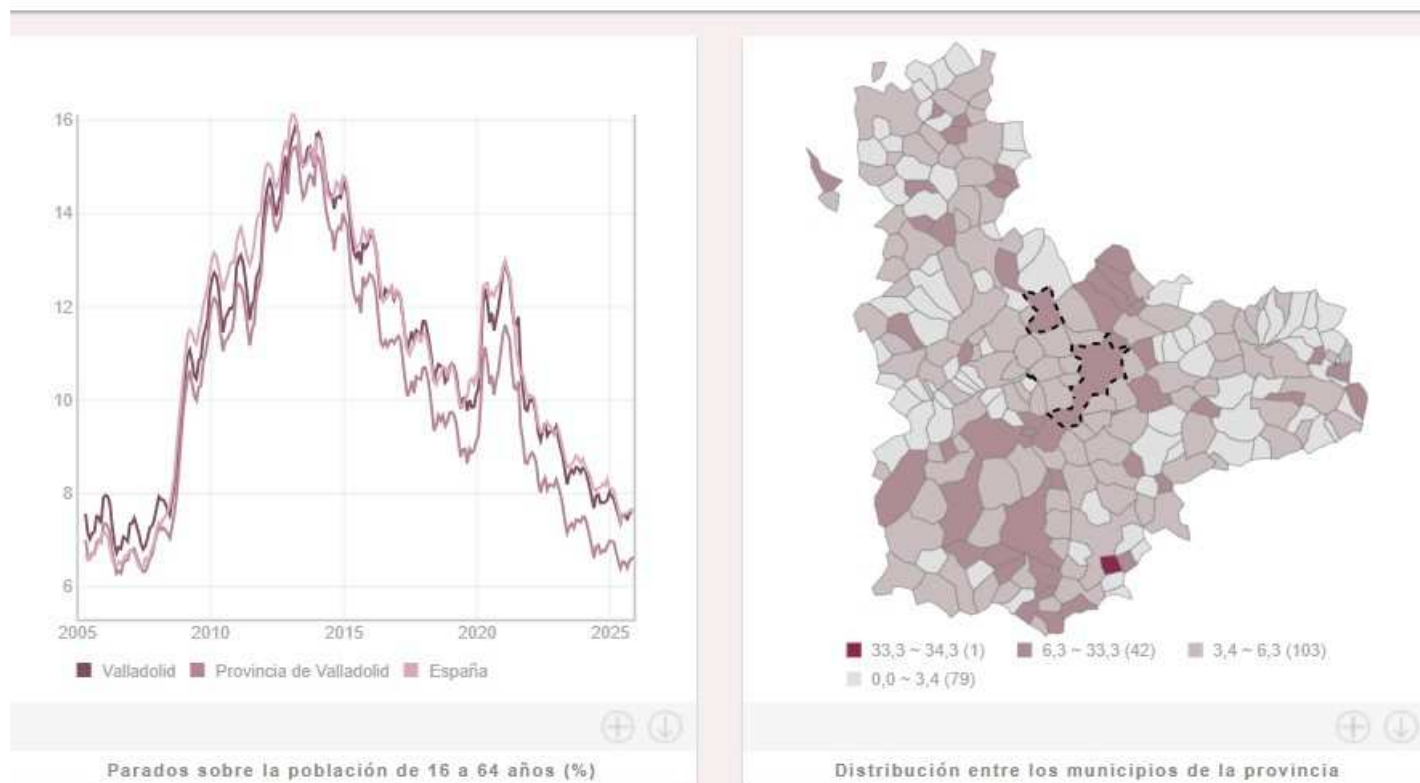 16
14
12
10
8
6
2005 2010 2015 2020 2025
Valladolid Provincia de Valladolid España
Parados sobre la población de 16 a 64 años (%)
33,3 ~ 34,3 (1) 6,3 ~ 33,3 (42) 3,4 ~ 6,3 (103)
0,0 ~ 3,4 (79)
Distribución entre los municipios de la provincia